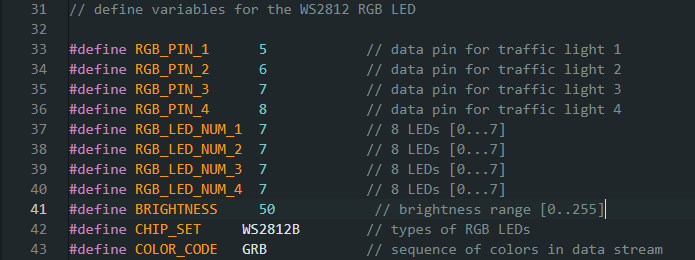 31 // define variables for the WS2812 RGB LED
32
33 #define RGB_PIN_1 5 // data pin for traffic light 1
34 #define RGB_PIN_2 6 // data pin for traffic light 2
35 #define RGB_PIN_3 7 // data pin for traffic light 3
36 #define RGB_PIN_4 8 // data pin for traffic light 4
37 #define RGB_LED_NUM_1 7 // 8 LEDs [0...7]
38 #define RGB_LED_NUM_2 7 // 8 LEDs [0...7]
39 #define RGB_LED_NUM_3 7 // 8 LEDs [0...7]
40 #define RGB_LED_NUM_4 7 // 8 LEDs [0...7]
41 #define BRIGHTNESS 50 // brightness range [0..255]
42 #define CHIP_SET WS2812B // types of RGB LEDs
43 #define COLOR_CODE GRB // sequence of colors in data stream